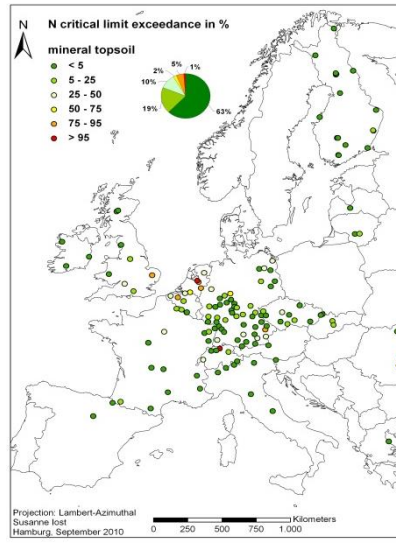 N critical limit exceedance in %
N
mineral topsoil
< 5
5 - 25
25 - 50
50 - 75
75 - 95
> 95
5%
1%
2%
10%
19%
63%
Projection: Lambert-Azimuthal
Susanne Iost
Hamburg, September 2010
Kilometers
0 250 500 750 1.000